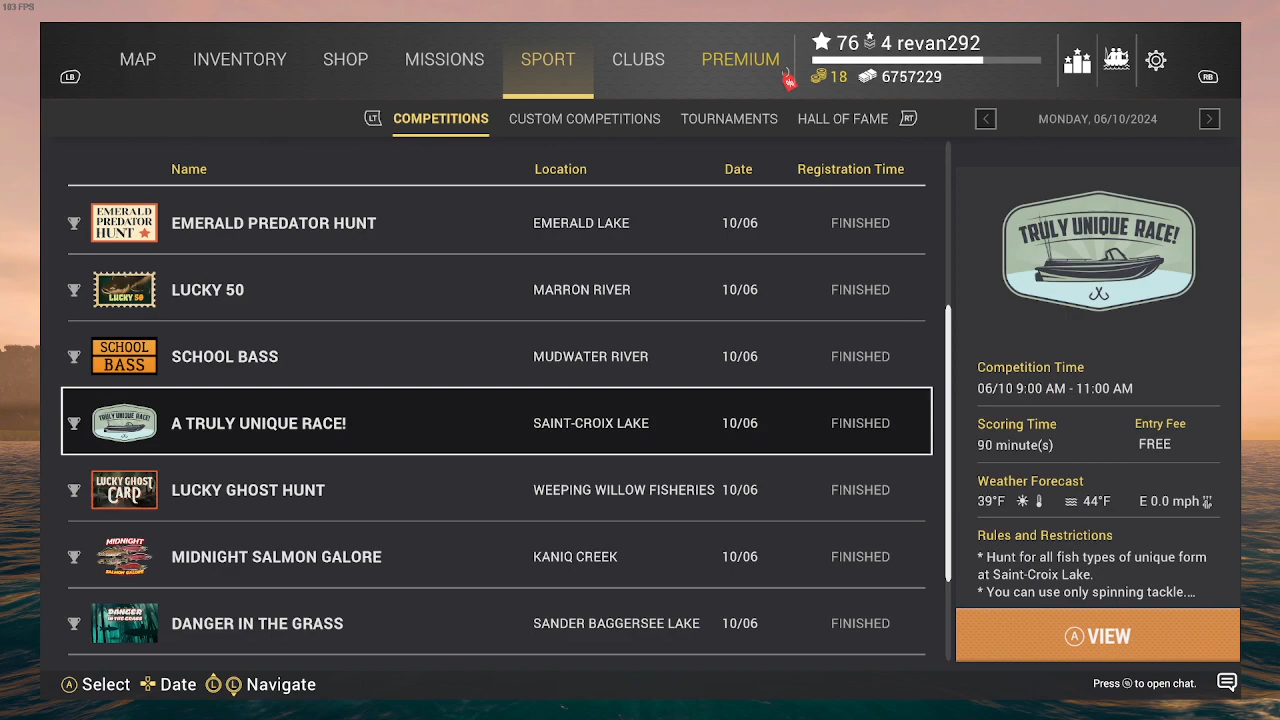 103 FPS
MAP INVENTORY SHOP MISSIONS SPORT CLUBS PREMIUM
76 4 revan292
18 6757229
LB
RB
LT COMPETITIONS CUSTOM COMPETITIONS TOURNAMENTS HALL OF FAME RT
< MONDAY, 06/10/2024 >
Name Location Date Registration Time
EMERALD PREDATOR HUNT
EMERALD PREDATOR HUNT EMERALD LAKE 10/06 FINISHED
LUCKY 50
LUCKY 50 MARRON RIVER 10/06 FINISHED
SCHOOL BASS
SCHOOL BASS MUDWATER RIVER 10/06 FINISHED
TRULY UNIQUE RACE!
A TRULY UNIQUE RACE! SAINT-CROIX LAKE 10/06 FINISHED
LUCKY GHOST CARP
LUCKY GHOST HUNT WEEPING WILLOW FISHERIES 10/06 FINISHED
MIDNIGHT SALMON GALORE
MIDNIGHT SALMON GALORE KANIQ CREEK 10/06 FINISHED
DANGER IN THE GRASS
DANGER IN THE GRASS SANDER BAGGERSEE LAKE 10/06 FINISHED
TRULY UNIQUE RACE!
Competition Time
06/10 9:00 AM - 11:00 AM
Scoring Time Entry Fee
90 minute(s) FREE
Weather Forecast
39°F 44°F E 0.0 mph
Rules and Restrictions
* Hunt for all fish types of unique form
at Saint-Croix Lake.
* You can use only spinning tackle....
A VIEW
A Select Date L L Navigate
Press to open chat.